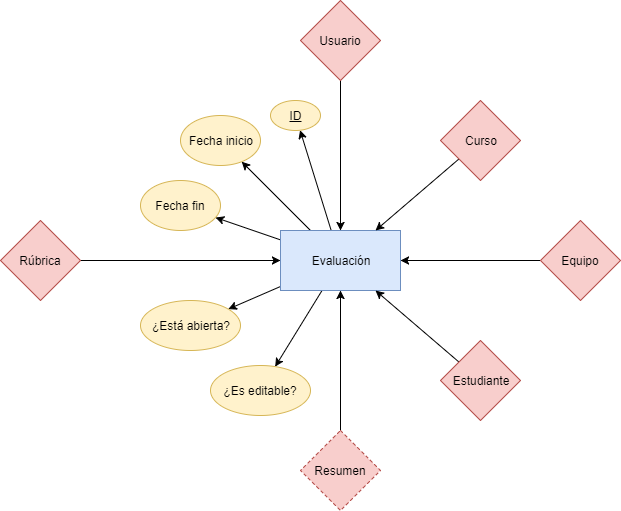 Usuario
ID
Fecha inicio
Curso
Fecha fin
Rúbrica
Evaluación
Equipo
¿Está abierta?
¿Es editable?
Estudiante
Resumen